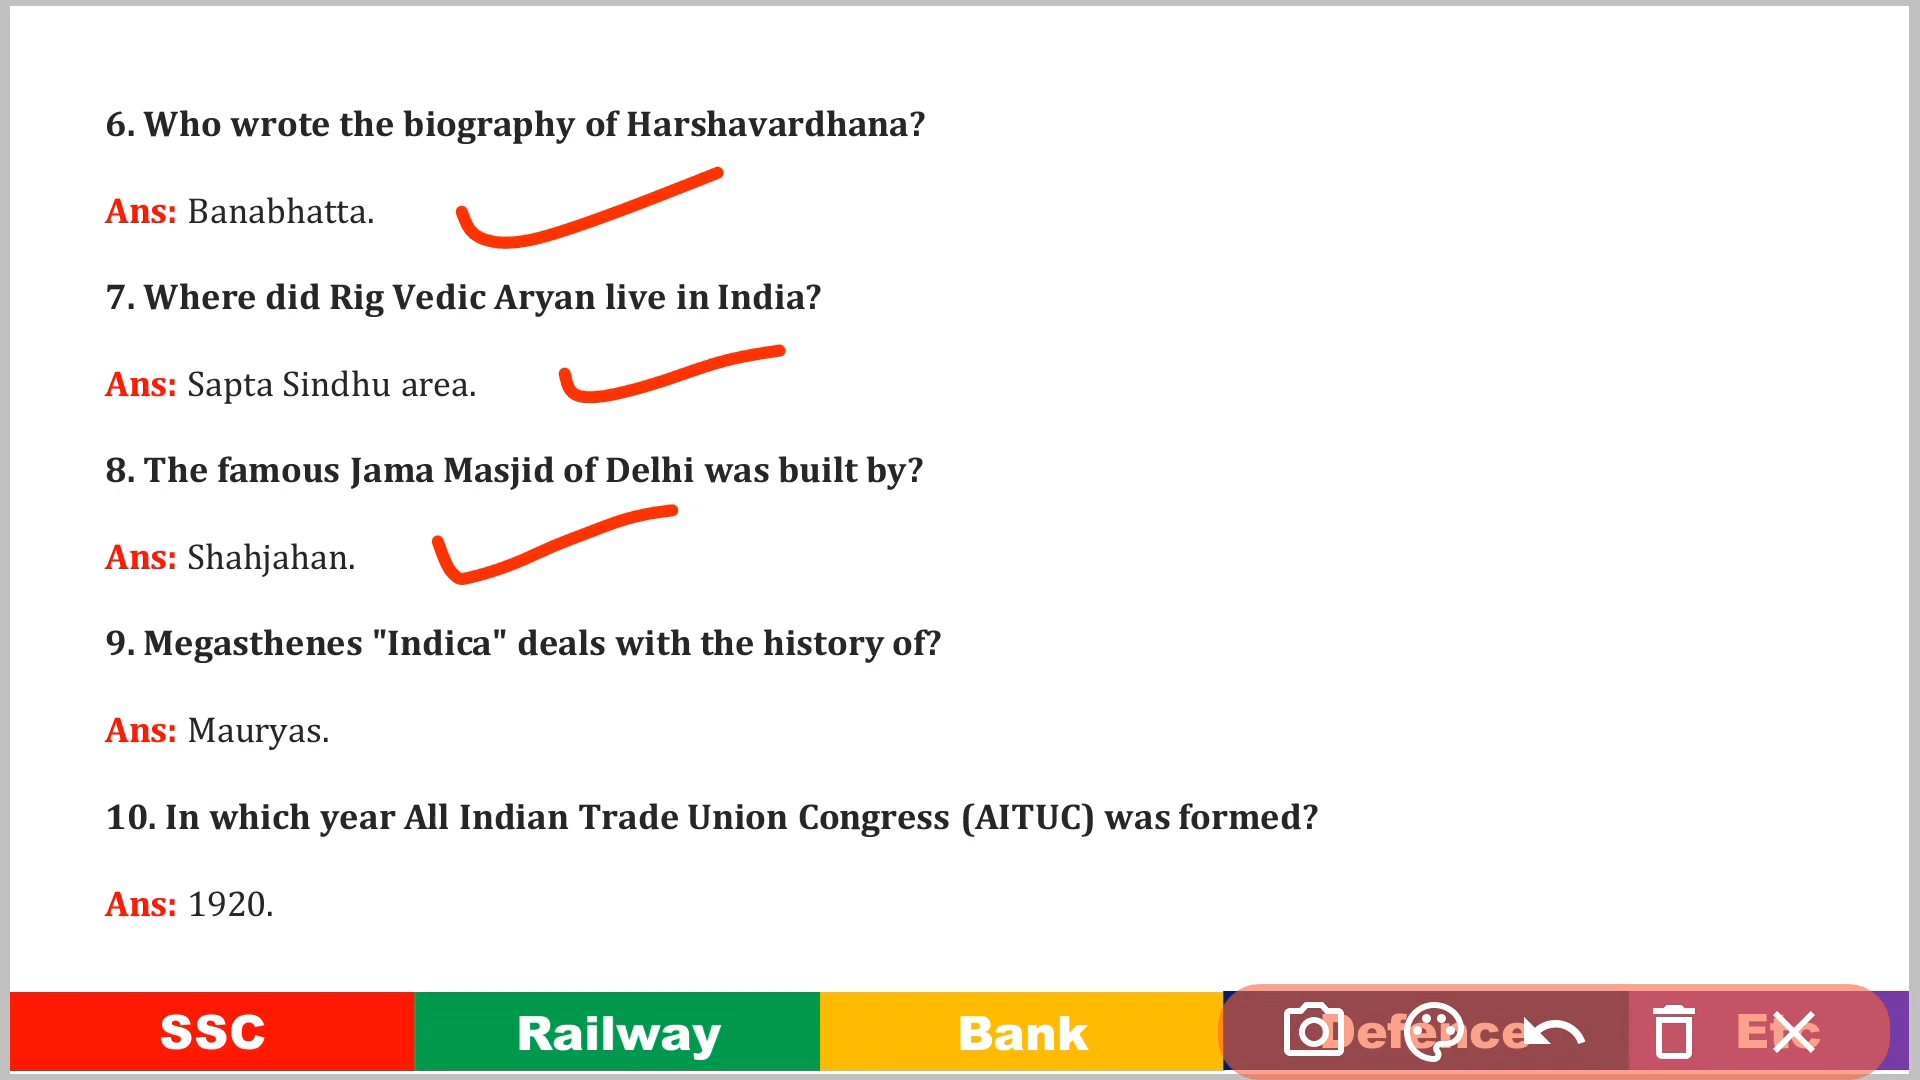 6. Who wrote the biography of Harshavardhana?
Ans: Banabhatta.
7. Where did Rig Vedic Aryan live in India?
Ans: Sapta Sindhu area.
8. The famous Jama Masjid of Delhi was built by?
Ans: Shahjahan.
9. Megasthenes "Indica" deals with the history of?
Ans: Mauryas.
10. In which year All Indian Trade Union Congress (AITUC) was formed?
Ans: 1920.
SSC Railway Bank Defence Etc